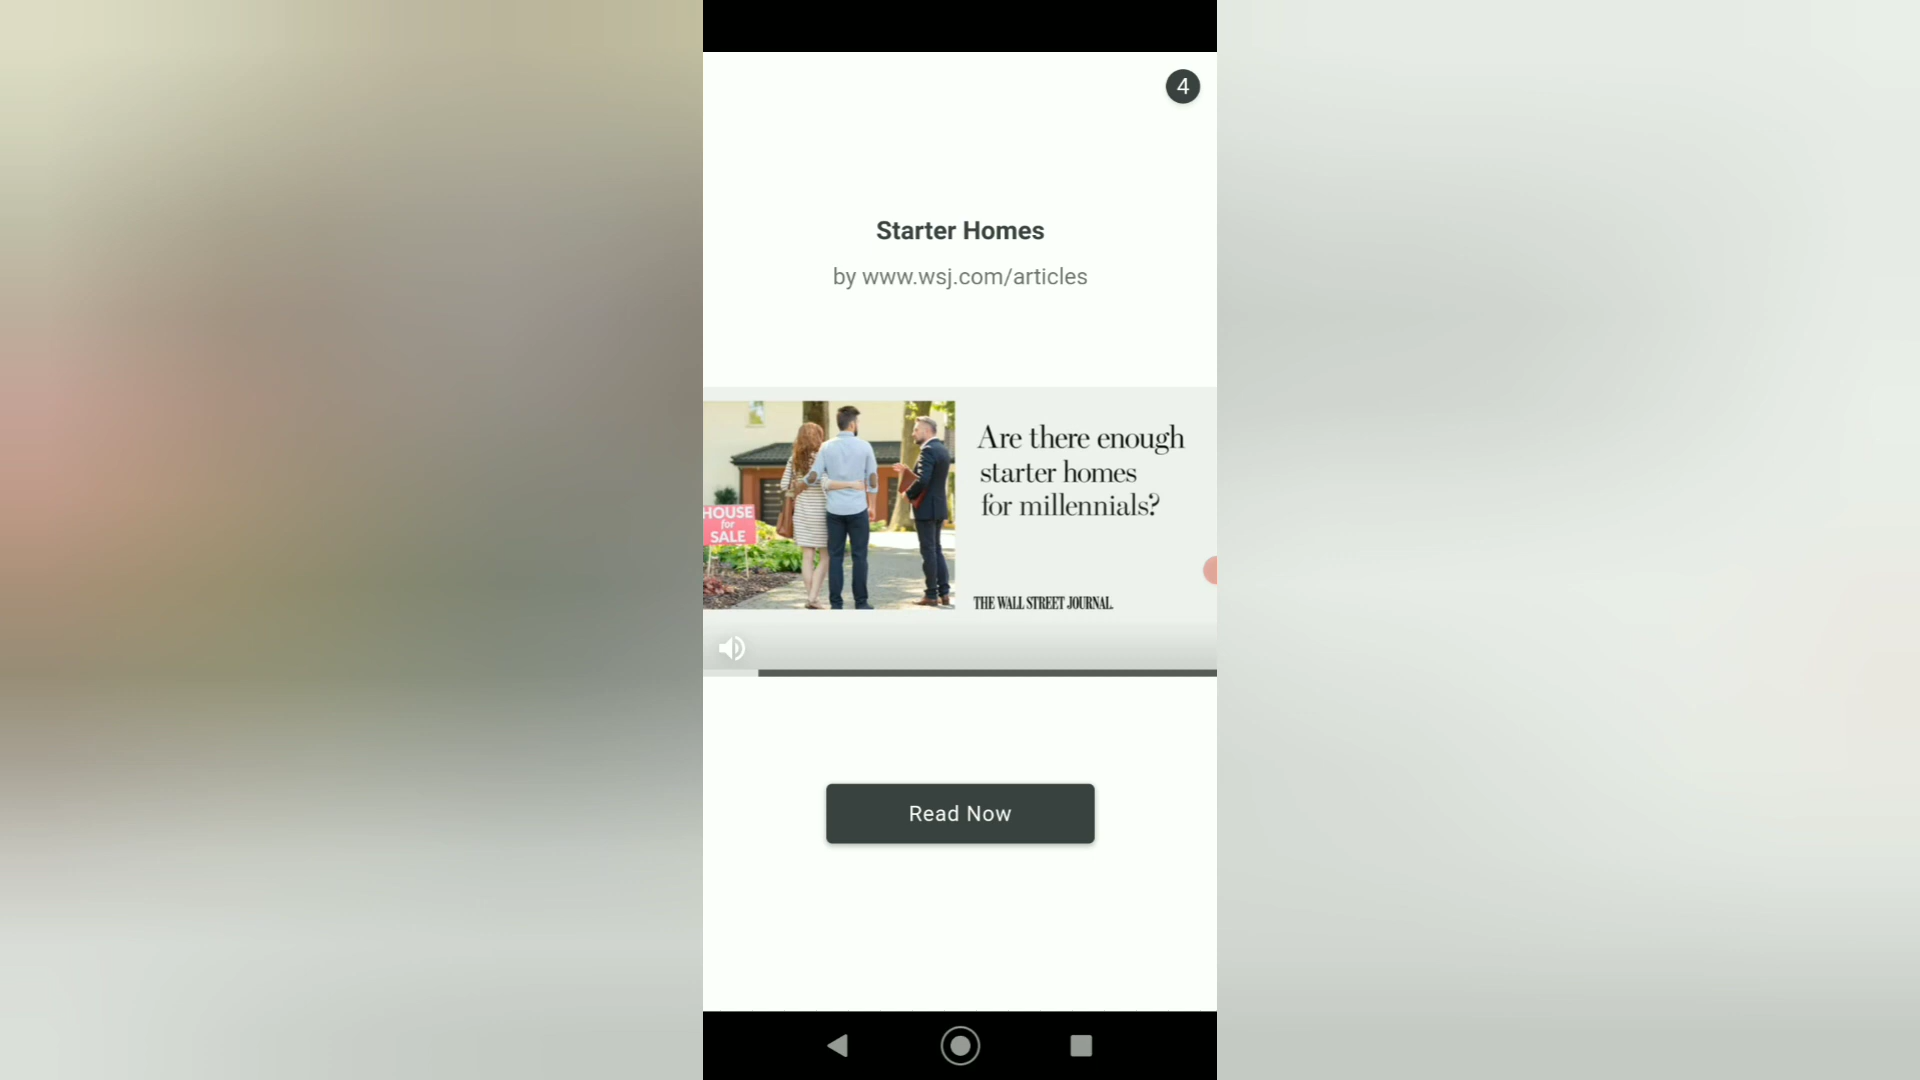 4
Starter Homes
by www.wsj.com/articles
HOUSE
for
SALE
Are there enough
starter homes
for millennials?
THE WALL STREET JOURNAL.
Read Now